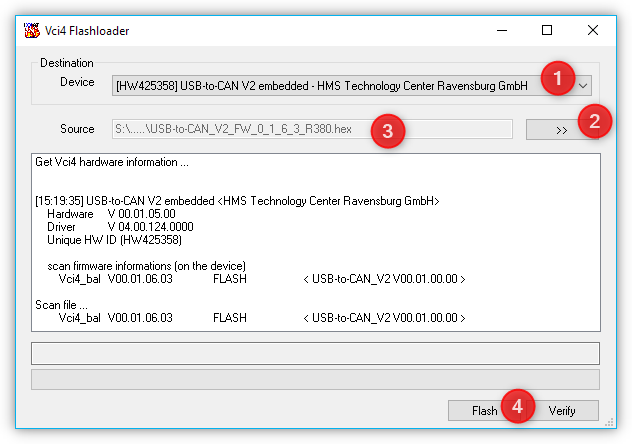 Vci4 Flashloader
Destination
Device [HW425358] USB-to-CAN V2 embedded - HMS Technology Center Ravensburg GmbH 1
Source S:\.....\USB-to-CAN_V2_FW_0_1_6_3_R380.hex 3 >> 2
Get Vci4 hardware information ...
[15:19:35] USB-to-CAN V2 embedded <HMS Technology Center Ravensburg GmbH>
Hardware V 00.01.05.00
Driver V 04.00.124.0000
Unique HW ID (HW425358)
scan firmware informations (on the device)
Vci4_bal V00.01.06.03 FLASH < USB-to-CAN_V2 V00.01.00.00 >
Scan file ...
Vci4_bal V00.01.06.03 FLASH < USB-to-CAN_V2 V00.01.00.00 >
Flash 4 Verify